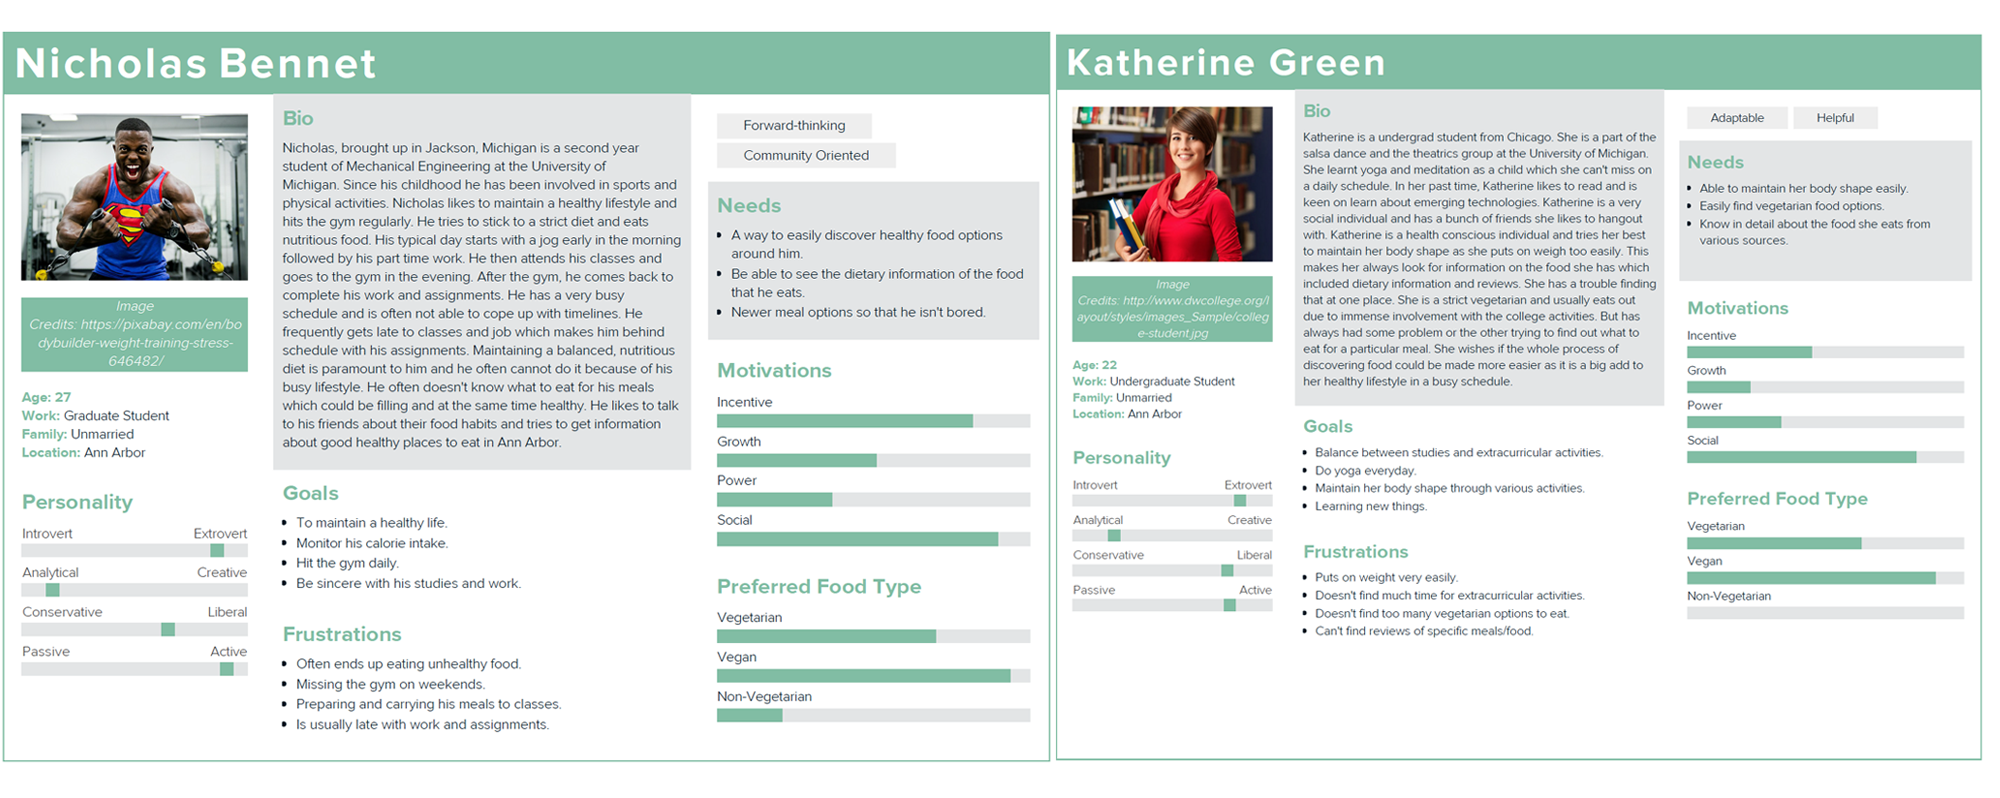 Nicholas Bennet
Image
Credits: https://pixabay.com/en/bo
dybuilder-weight-training-stress-
646482/
Age: 27
Work: Graduate Student
Family: Unmarried
Location: Ann Arbor
Personality
Introvert Extrovert
Analytical Creative
Conservative Liberal
Passive Active
Bio
Nicholas, brought up in Jackson, Michigan is a second year
student of Mechanical Engineering at the University of
Michigan. Since his childhood he has been involved in sports and
physical activities. Nicholas likes to maintain a healthy lifestyle and
hits the gym regularly. He tries to stick to a strict diet and eats
nutritious food. His typical day starts with a jog early in the morning
followed by his part time work. He then attends his classes and
goes to the gym in the evening. After the gym, he comes back to
complete his work and assignments. He has a very busy
schedule and is often not able to cope up with timelines. He
frequently gets late to classes and job which makes him behind
schedule with his assignments. Maintaining a balanced, nutritious
diet is paramount to him and he often cannot do it because of his
busy lifestyle. He often doesn't know what to eat for his meals
which could be filling and at the same time healthy. He likes to talk
to his friends about their food habits and tries to get information
about good healthy places to eat in Ann Arbor.
Goals
To maintain a healthy life.
Monitor his calorie intake.
Hit the gym daily.
Be sincere with his studies and work.
Frustrations
Often ends up eating unhealthy food.
Missing the gym on weekends.
Preparing and carrying his meals to classes.
Is usually late with work and assignments.
Forward-thinking
Community Oriented
Needs
A way to easily discover healthy food options
around him.
Be able to see the dietary information of the food
that he eats.
Newer meal options so that he isn't bored.
Motivations
Incentive
Growth
Power
Social
Preferred Food Type
Vegetarian
Vegan
Non-Vegetarian
Katherine Green
Image
Credits: http://www.dwcollege.org/l
ayout/styles/images_Sample/colleg
e-student.jpg
Age: 22
Work: Undergraduate Student
Family: Unmarried
Location: Ann Arbor
Personality
Introvert Extrovert
Analytical Creative
Conservative Liberal
Passive Active
Bio
Katherine is a undergrad student from Chicago. She is a part of the
salsa dance and the theatrics group at the University of Michigan.
She learnt yoga and meditation as a child which she can't miss on
a daily schedule. In her past time, Katherine likes to read and is
keen on learn about emerging technologies. Katherine is a very
social individual and has a bunch of friends she likes to hangout
with. Katherine is a health conscious individual and tries her best
to maintain her body shape as she puts on weigh too easily. This
makes her always look for information on the food she has which
included dietary information and reviews. She has a trouble finding
that at one place. She is a strict vegetarian and usually eats out
due to immense involvement with the college activities. But has
always had some problem or the other trying to find out what to
eat for a particular meal. She wishes if the whole process of
discovering food could be made more easier as it is a big add to
her healthy lifestyle in a busy schedule.
Goals
Balance between studies and extracurricular activities.
Do yoga everyday.
Maintain her body shape through various activities.
Learning new things.
Frustrations
Puts on weight very easily.
Doesn't find much time for extracurricular activities.
Doesn't find too many vegetarian options to eat.
Can't find reviews of specific meals/food.
Adaptable Helpful
Needs
Able to maintain her body shape easily.
Easily find vegetarian food options.
Know in detail about the food she eats from
various sources.
Motivations
Incentive
Growth
Power
Social
Preferred Food Type
Vegetarian
Vegan
Non-Vegetarian